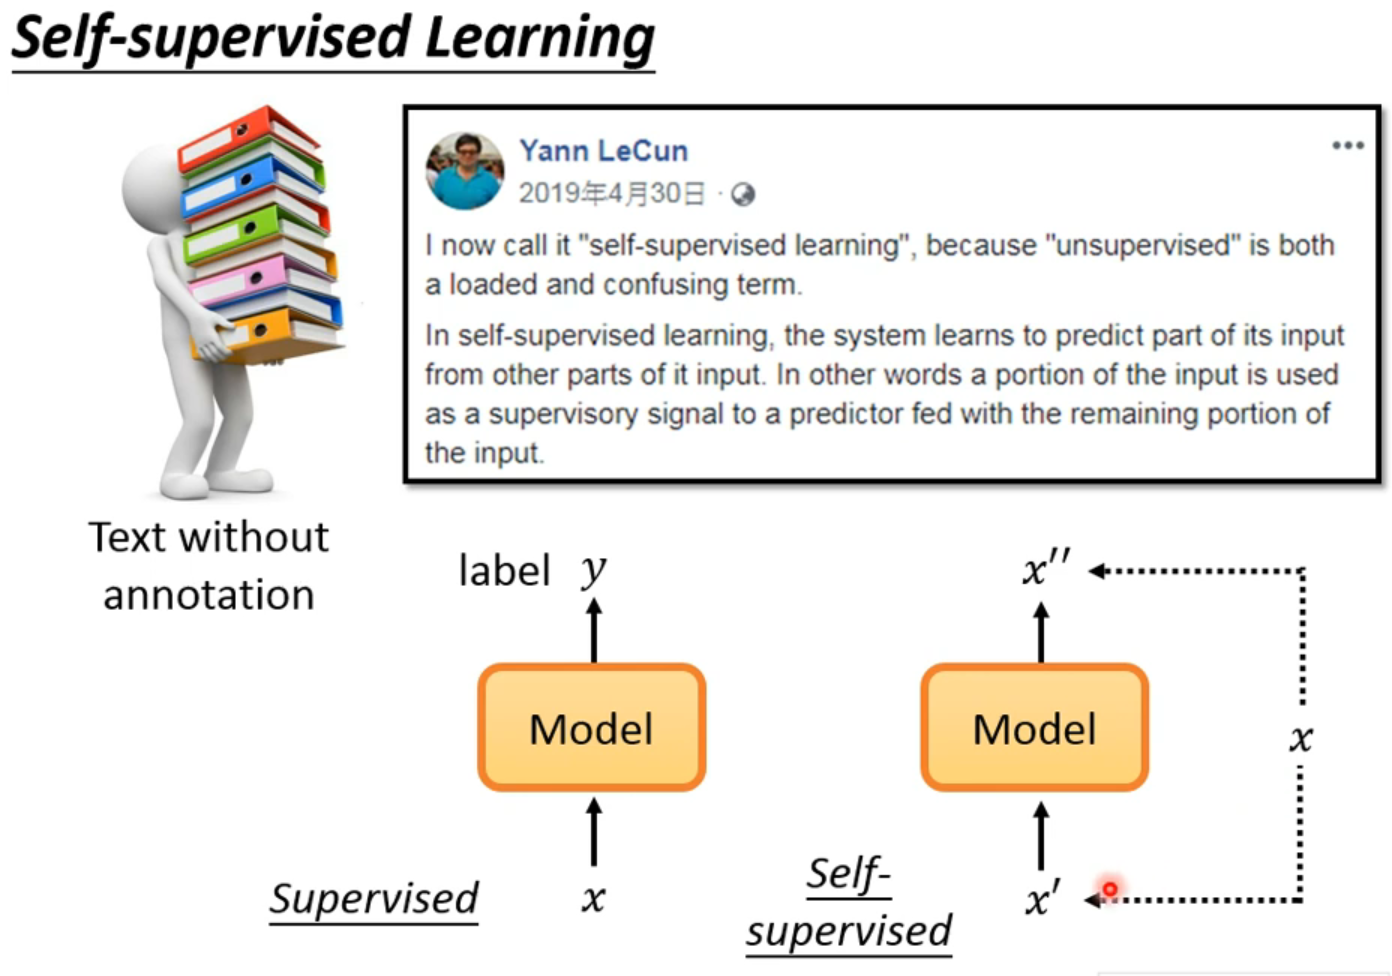 Self-supervised Learning
Yann LeCun
2019年4月30日 ·
I now call it "self-supervised learning", because "unsupervised" is both
a loaded and confusing term.
In self-supervised learning, the system learns to predict part of its input
from other parts of it input. In other words a portion of the input is used
as a supervisory signal to a predictor fed with the remaining portion of
the input.
Text without
annotation
label y
Model
x
Supervised
x′′
Model
x
x′
Self-
supervised